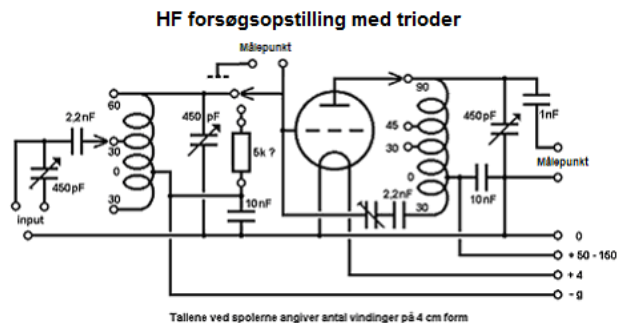 HF forsøgsopstilling med trioder
Målepunkt
60
90
2,2nF
450 pF
450pF
1nF
45
30
30
5k ?
Målepunkt
0
0
450pF
2,2nF
10nF
30
10nF
30
input
0
+ 50 - 150
+ 4
- g
Tallene ved spolerne angiver antal vindinger på 4 cm form